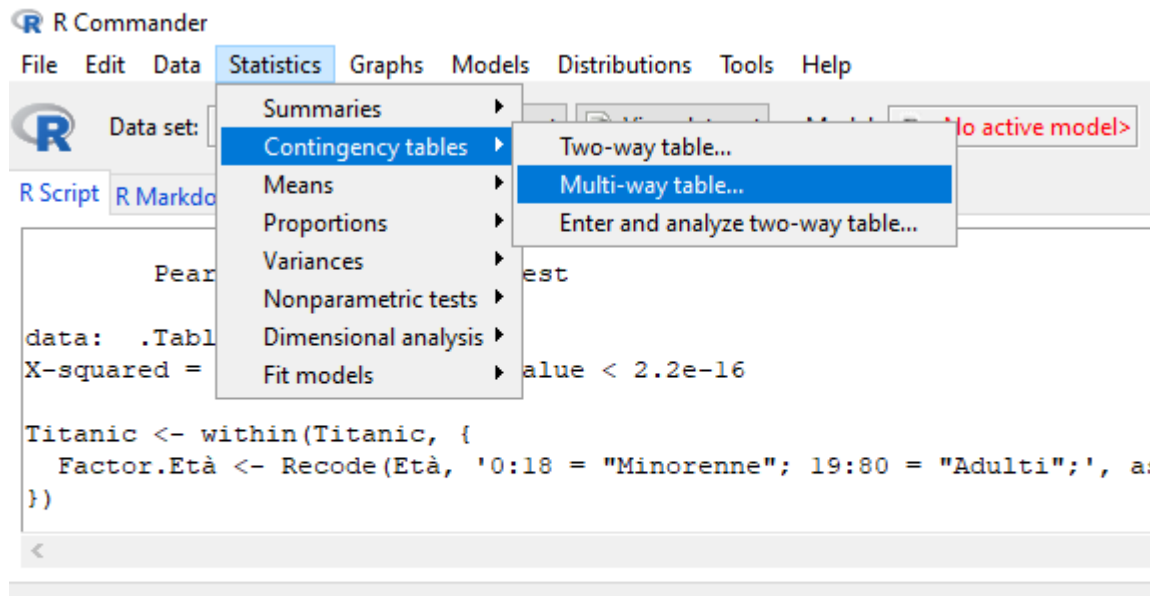 R R Commander
File Edit Data Statistics Graphs Models Distributions Tools Help
R Data set: No active model>
Summaries
Contingency tables
Means
Proportions
Variances
Nonparametric tests
Dimensional analysis
Fit models
Two-way table...
Multi-way table...
Enter and analyze two-way table...
R Script R Markdo
Pear est
data: .Tabl
X-squared = alue < 2.2e-16
Titanic <- within(Titanic, {
Factor.Età <- Recode(Età, '0:18 = "Minorenne"; 19:80 = "Adulti";', as
})